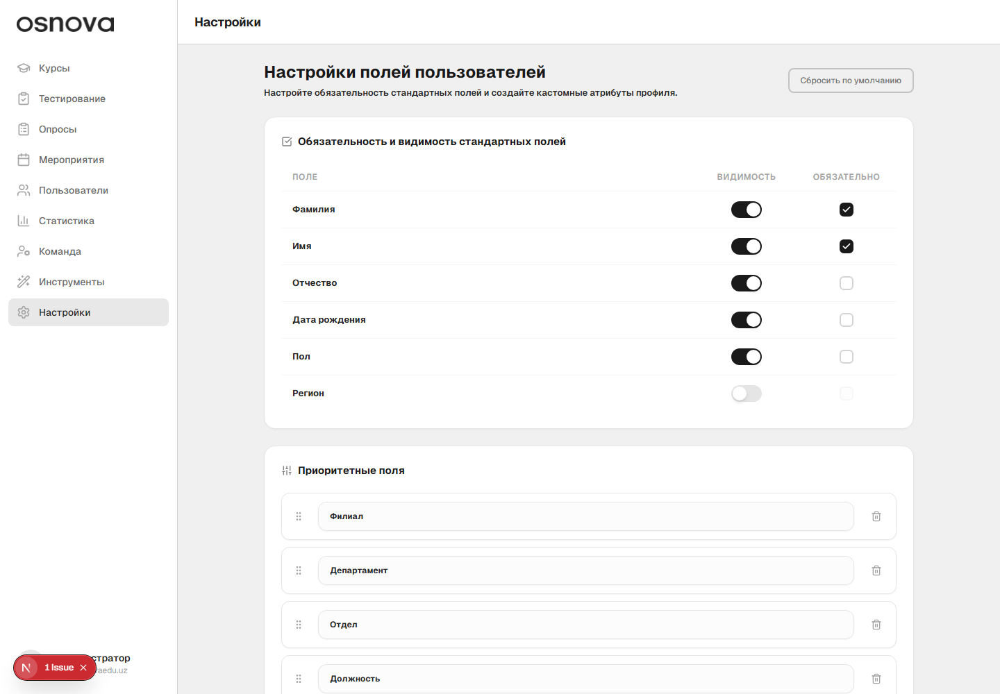 osnova
Курсы
Тестирование
Опросы
Мероприятия
Пользователи
Статистика
Команда
Инструменты
Настройки
стратор
aedu.uz
N
1 Issue
Настройки
Настройки полей пользователей
Настройте обязательность стандартных полей и создайте кастомные атрибуты профиля.
Сбросить по умолчанию
Обязательность и видимость стандартных полей
ПОЛЕ ВИДИМОСТЬ ОБЯЗАТЕЛЬНО
Фамилия
Имя
Отчество
Дата рождения
Пол
Регион
Приоритетные поля
Филиал
Департамент
Отдел
Должность